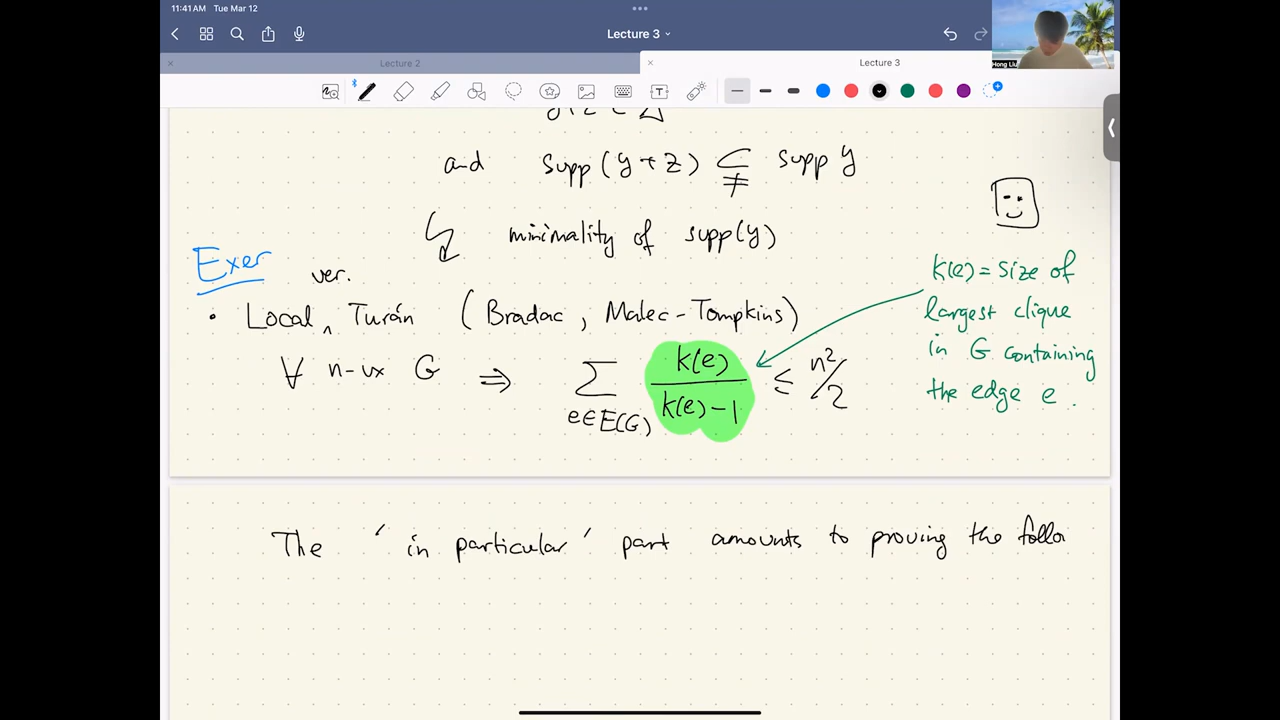 11:41 AM Tue Mar 12
Lecture 3
Lecture 2
Lecture 3
Hong Liu
and supp(y+z) ⊊ supp y
minimality of supp(y)
Exer
ver.
• Local ‸ Turán (Bradac, Malec-Tompkins)
∀ n-vx G ⇒ ∑_{e∈E(G)} k(e)/(k(e)-1) ≤ n²/2
k(e) = size of
largest clique
in G containing
the edge e.
The 'in particular' part amounts to proving the follo